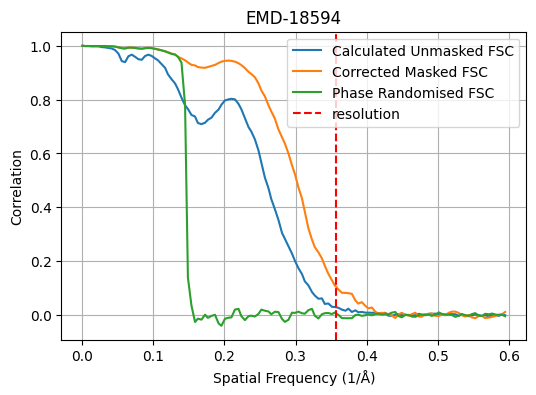 EMD-18594
Calculated Unmasked FSC
Corrected Masked FSC
Phase Randomised FSC
resolution
Correlation
1.0
0.8
0.6
0.4
0.2
0.0
0.0 0.1 0.2 0.3 0.4 0.5 0.6
Spatial Frequency (1/Å)